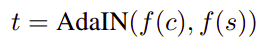 t = AdaIN(f(c), f(s))